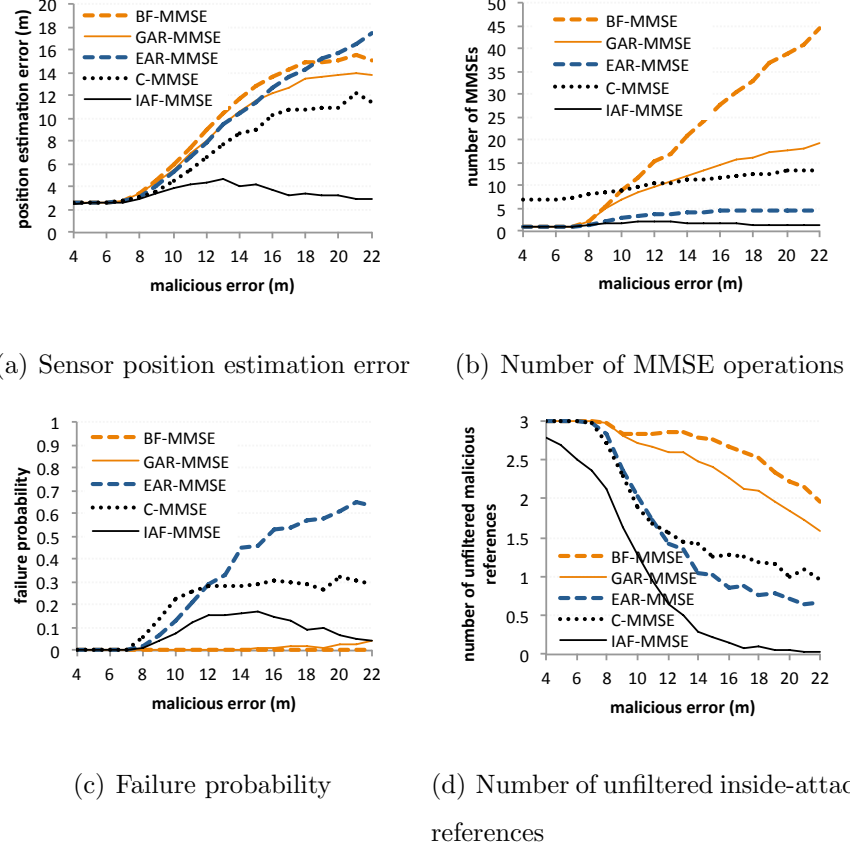 20
18
16
14
12
10
8
6
4
2
0
position estimation error (m)
BF-MMSE
GAR-MMSE
EAR-MMSE
C-MMSE
IAF-MMSE
4 6 8 10 12 14 16 18 20 22
malicious error (m)
50
45
40
35
30
25
20
15
10
5
0
number of MMSEs
BF-MMSE
GAR-MMSE
EAR-MMSE
C-MMSE
IAF-MMSE
4 6 8 10 12 14 16 18 20 22
malicious error (m)
a) Sensor position estimation error
(b) Number of MMSE operations
1
0.9
0.8
0.7
0.6
0.5
0.4
0.3
0.2
0.1
0
failure probability
BF-MMSE
GAR-MMSE
EAR-MMSE
C-MMSE
IAF-MMSE
4 6 8 10 12 14 16 18 20 22
malicious error (m)
3
2.5
2
1.5
1
0.5
0
number of unfiltered malicious
references
BF-MMSE
GAR-MMSE
EAR-MMSE
C-MMSE
IAF-MMSE
4 6 8 10 12 14 16 18 20 22
malicious error (m)
(c) Failure probability
(d) Number of unfiltered inside-attac
references